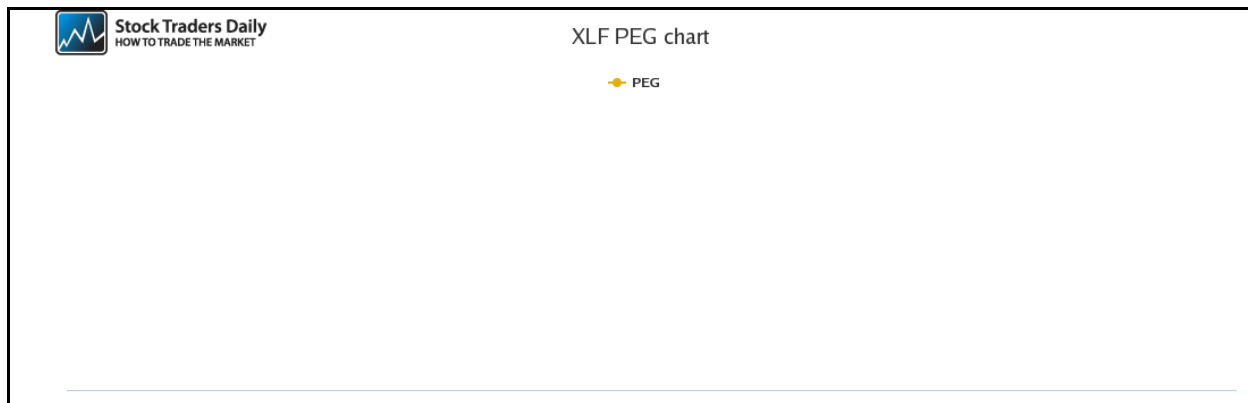 Stock Traders Daily
HOW TO TRADE THE MARKET
XLF PEG chart
PEG